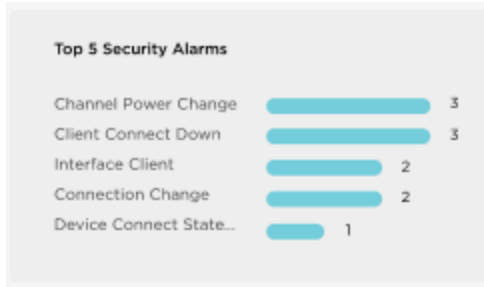 Top 5 Security Alarms
Channel Power Change 3
Client Connect Down 3
Interface Client 2
Connection Change 2
Device Connect State... 1